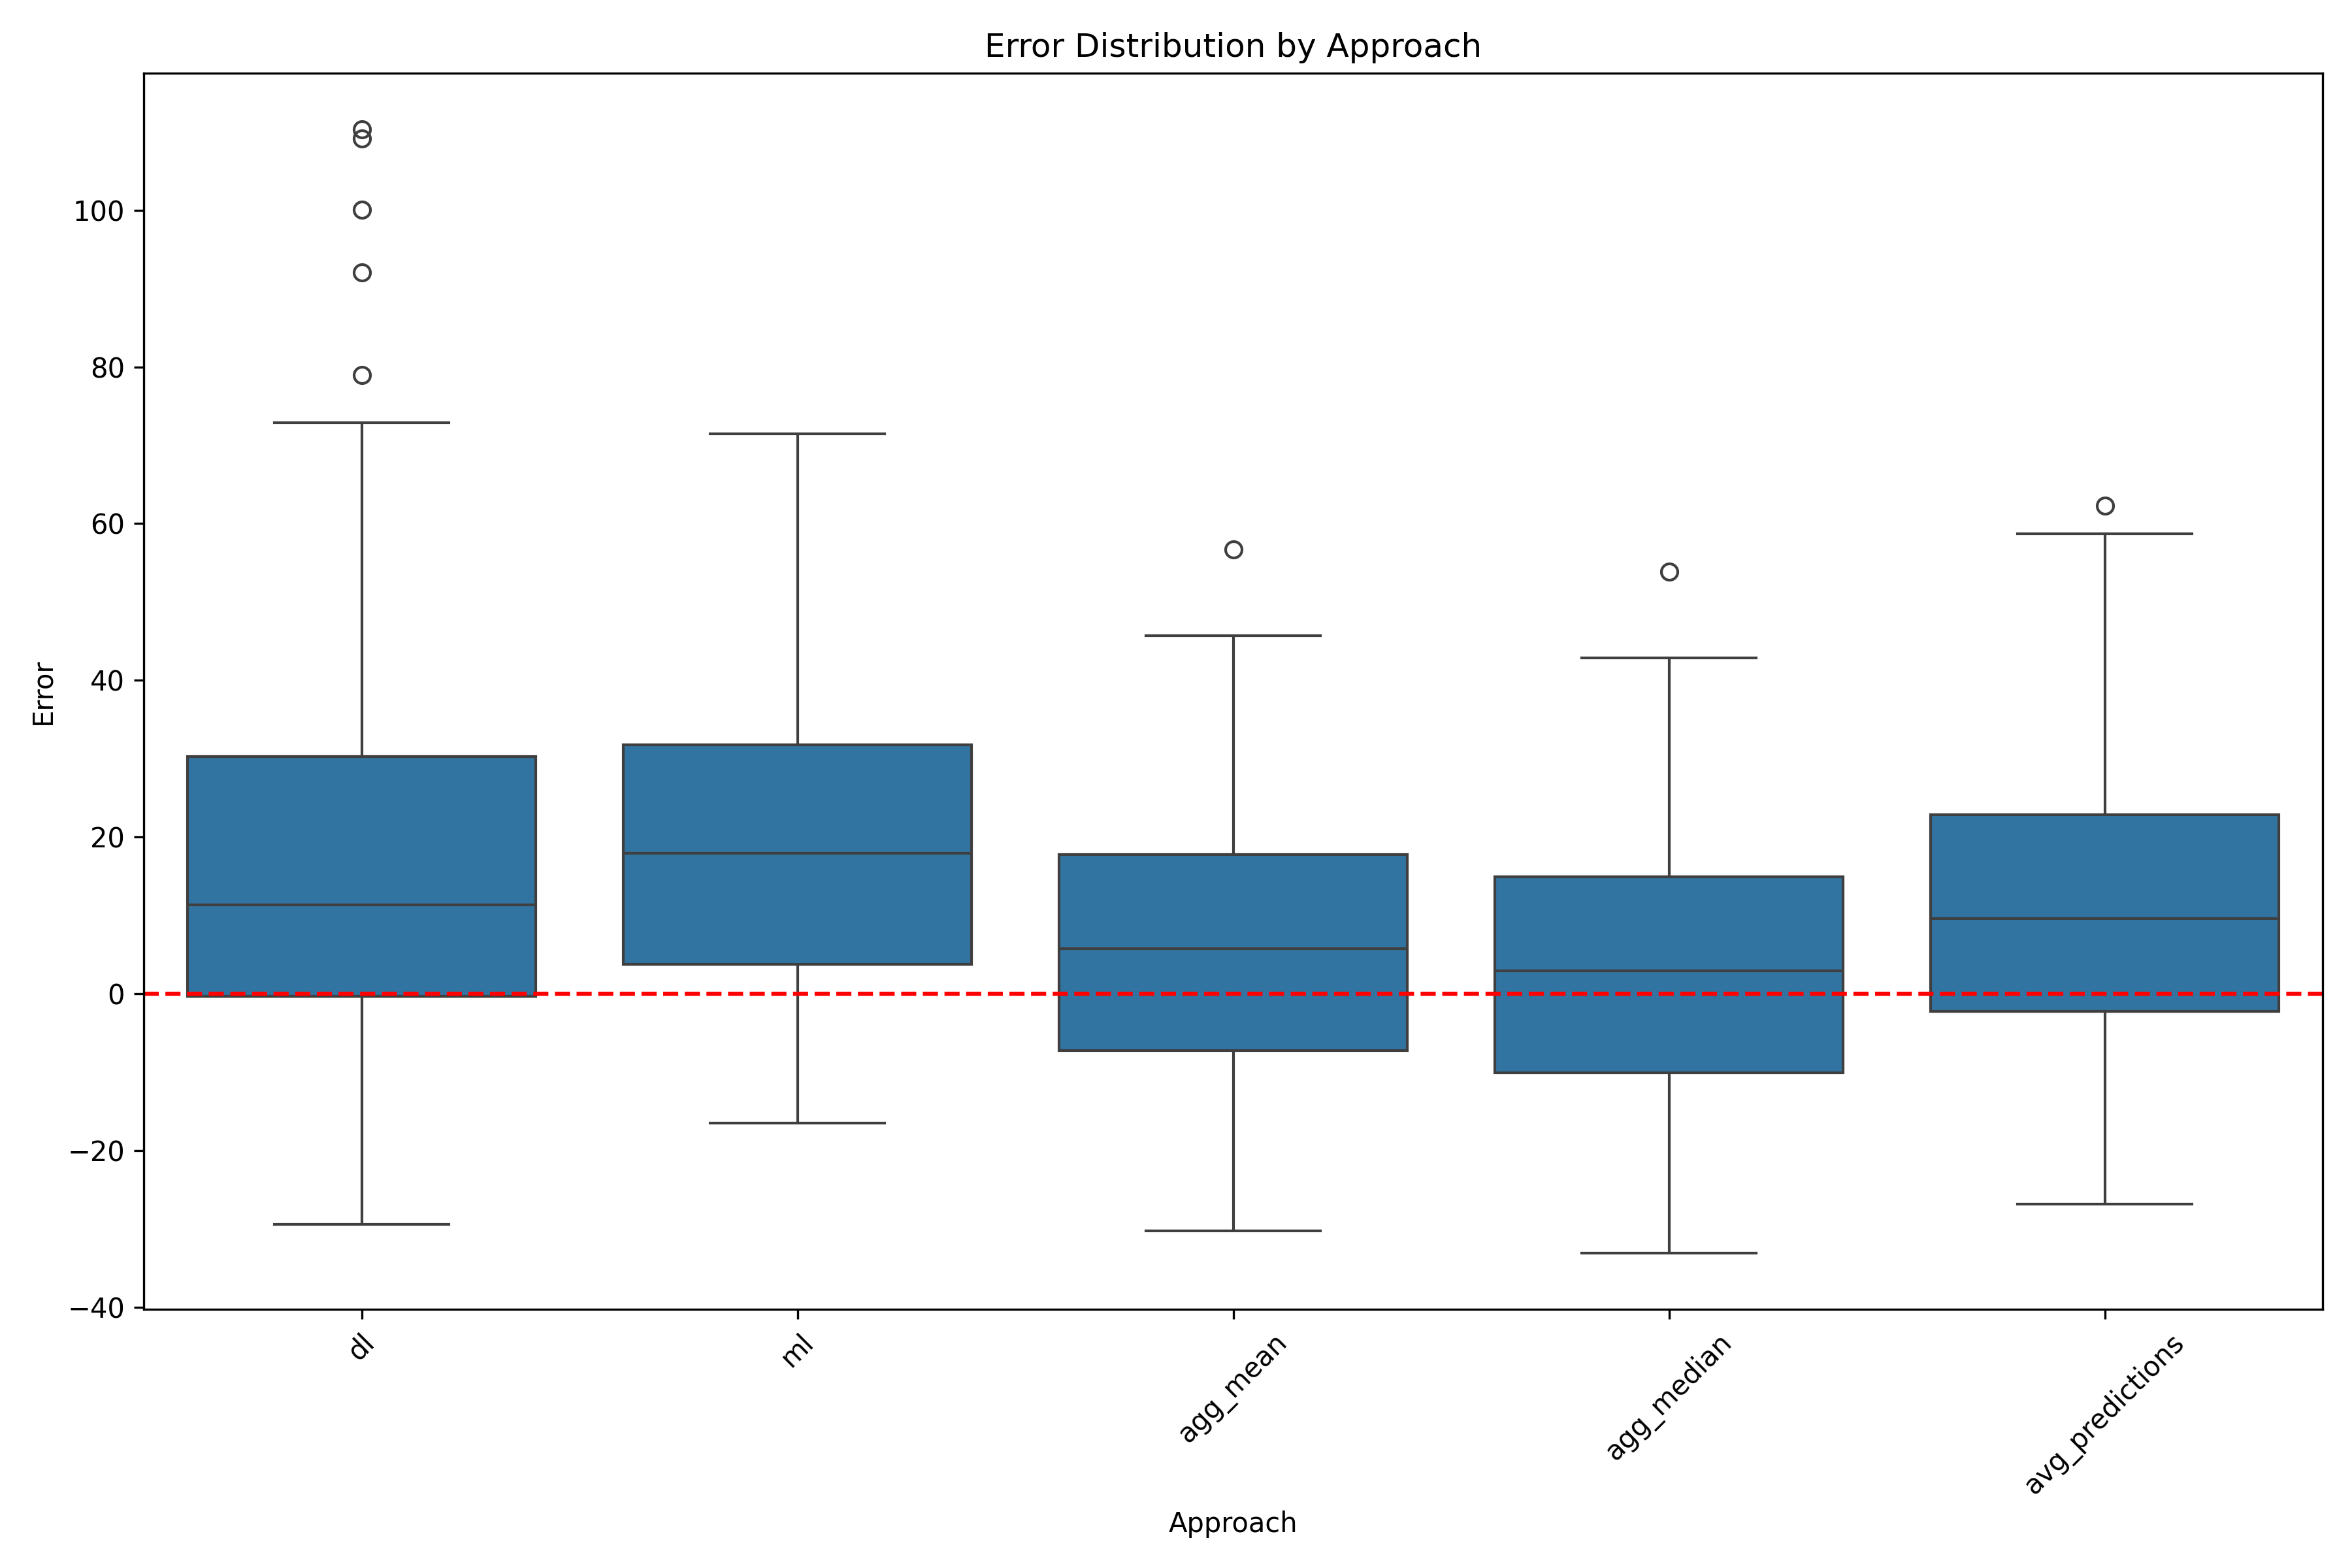 Error Distribution by Approach
Error
100
80
60
40
20
0
−20
−40
dl
ml
agg_mean
agg_median
avg_predictions
Approach